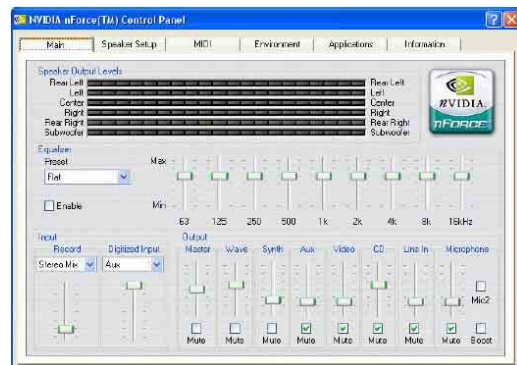 NVIDIA nForce(TM) Control Panel
Main Speaker Setup MIDI Environment Applications Information
Speaker Output Levels
Rear Left Rear Left
Left Left
Center Center
Right Right
Rear Right Rear Right
Subwoofer Subwoofer
NVIDIA.
nFORCE
Equalizer
Preset Max
Flat
Enable Min
63 125 250 500 1k 2k 4k 8k 16kHz
Input Output
Record Digitized Input Master Wave Synth Aux Video CD Line In Microphone
Stereo Mix Aux
Mic2
Mute Mute Mute Mute Mute Mute Mute Mute Boost